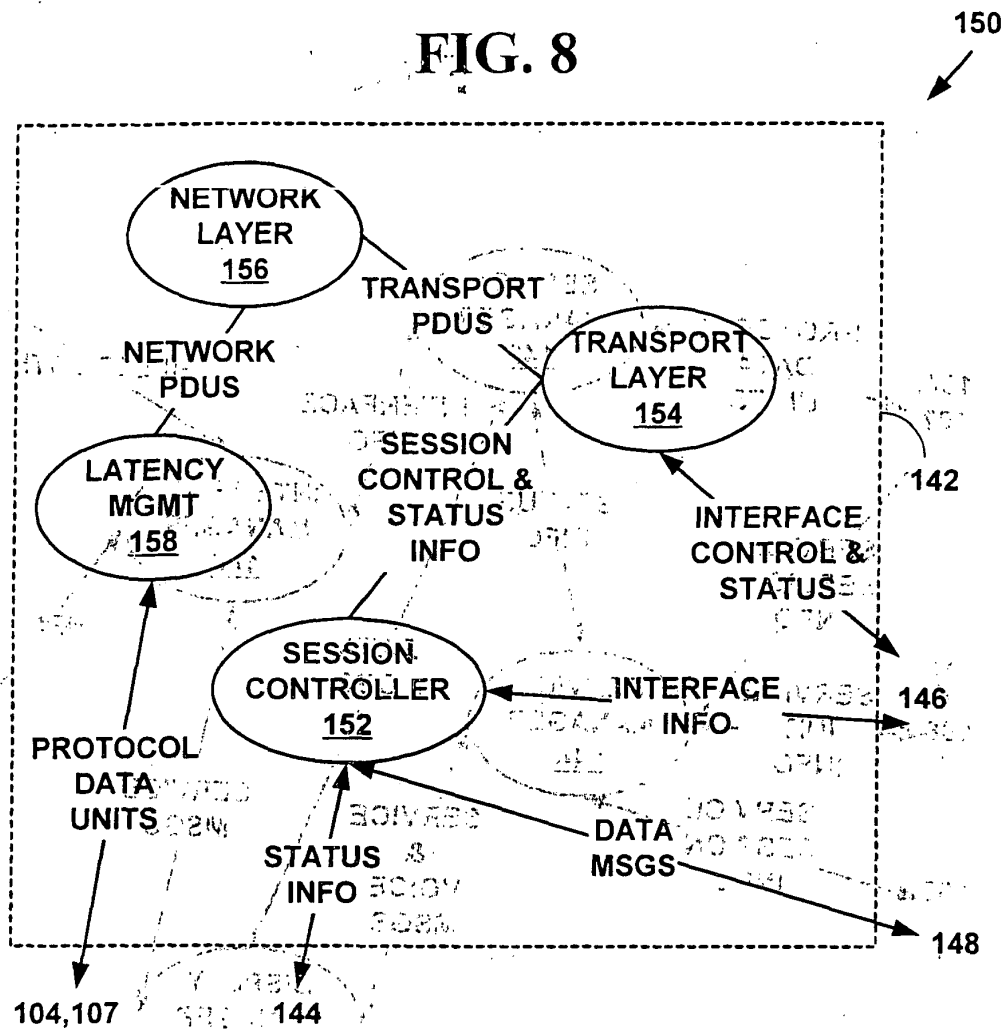 FIG. 8
150
NETWORK
LAYER
156
TRANSPORT
PDUS
NETWORK
PDUS
TRANSPORT
LAYER
154
SESSION
CONTROL &
STATUS
INFO
LATENCY
MGMT
158
142
INTERFACE
CONTROL &
STATUS
SESSION
CONTROLLER
152
INTERFACE
INFO
146
PROTOCOL
DATA
UNITS
STATUS
INFO
DATA
MSGS
148
104,107
144